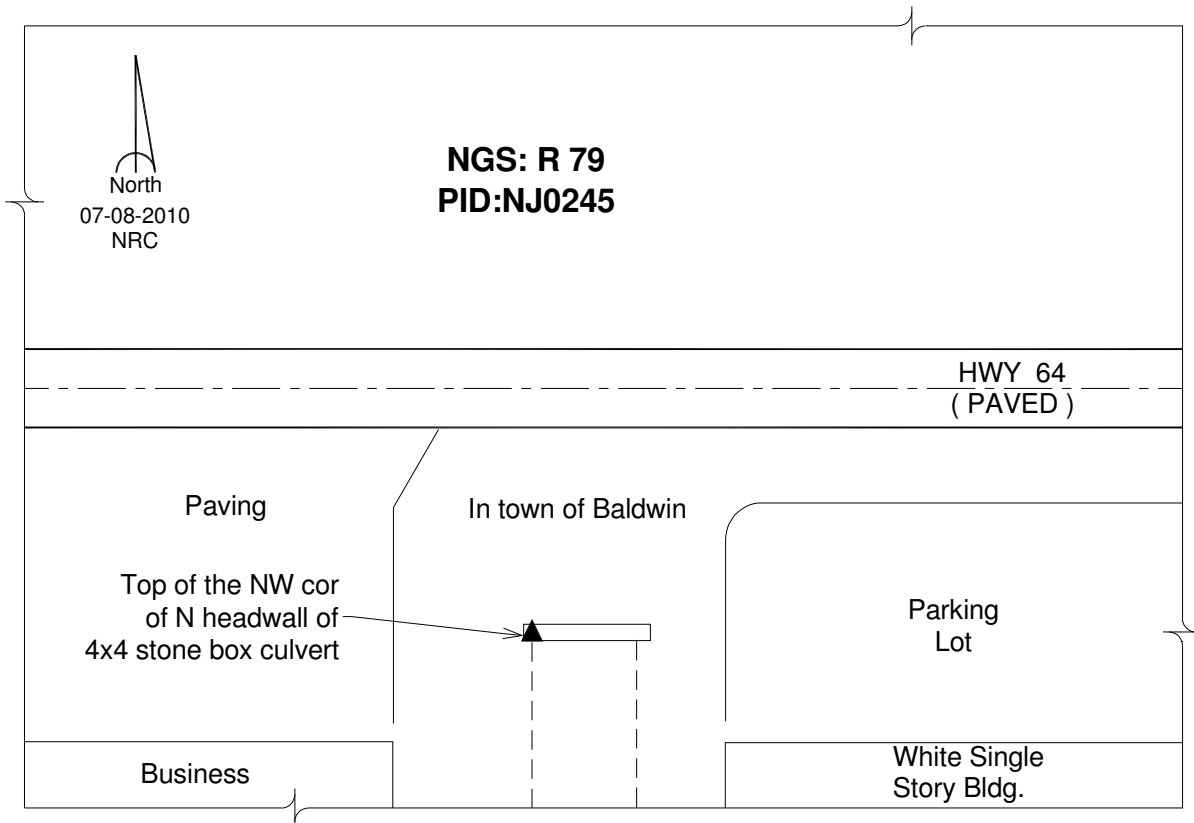 North
07-08-2010
NRC
NGS: R 79
PID:NJ0245
HWY 64
( PAVED )
Paving
In town of Baldwin
Top of the NW cor
of N headwall of
4x4 stone box culvert
Parking
Lot
Business
White Single
Story Bldg.